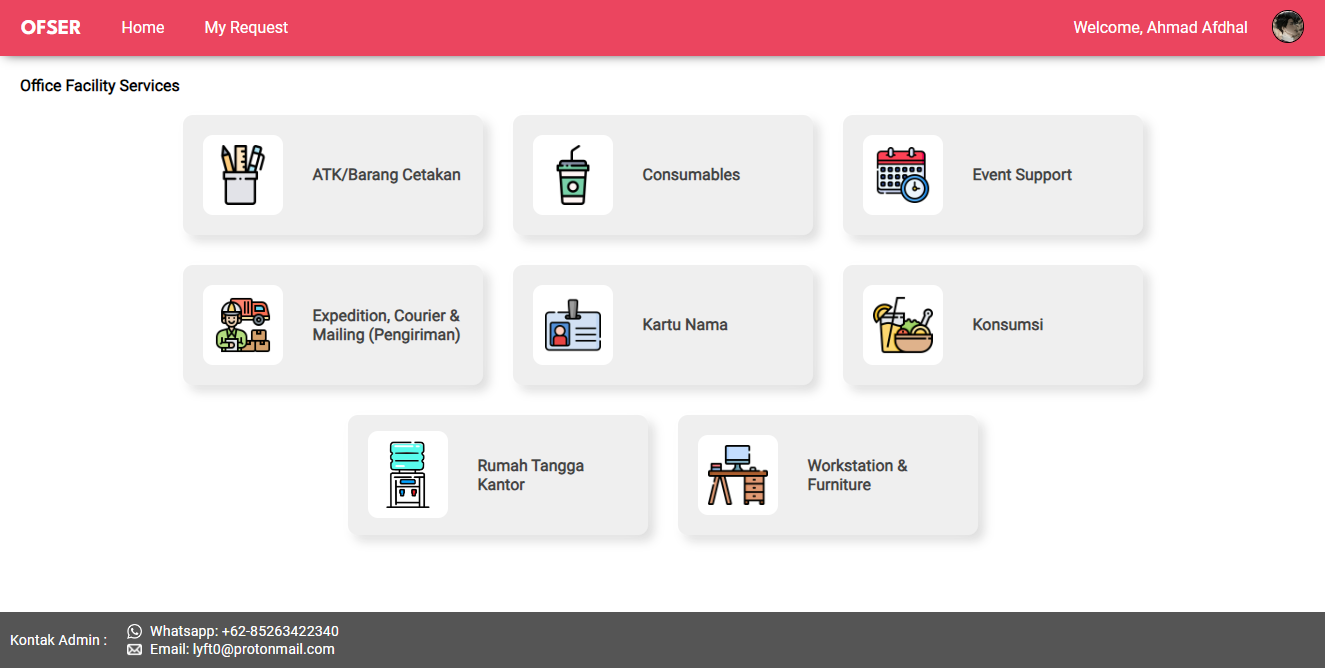 OFSER
Home
My Request
Welcome, Ahmad Afdhal
Office Facility Services
ATK/Barang Cetakan
Consumables
Event Support
Expedition, Courier &
Mailing (Pengiriman)
Kartu Nama
Konsumsi
Rumah Tangga
Kantor
Workstation &
Furniture
Kontak Admin :
Whatsapp: +62-85263422340
Email: lyft0@protonmail.com